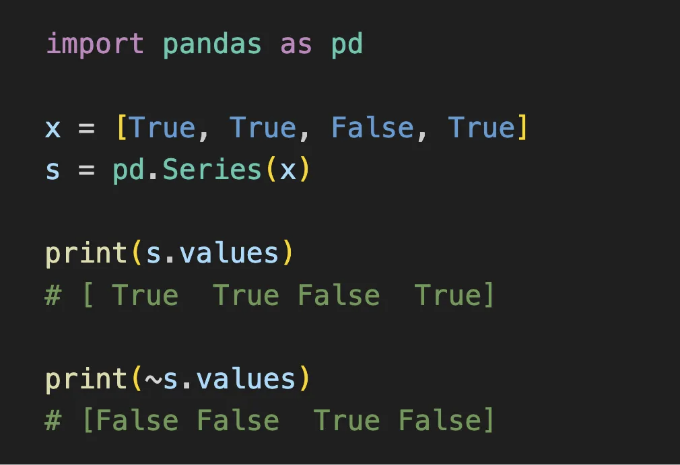 import pandas as pd
x = [True, True, False, True]
s = pd.Series(x)
print(s.values)
# [ True  True False  True]
print(~s.values)
# [False False  True False]